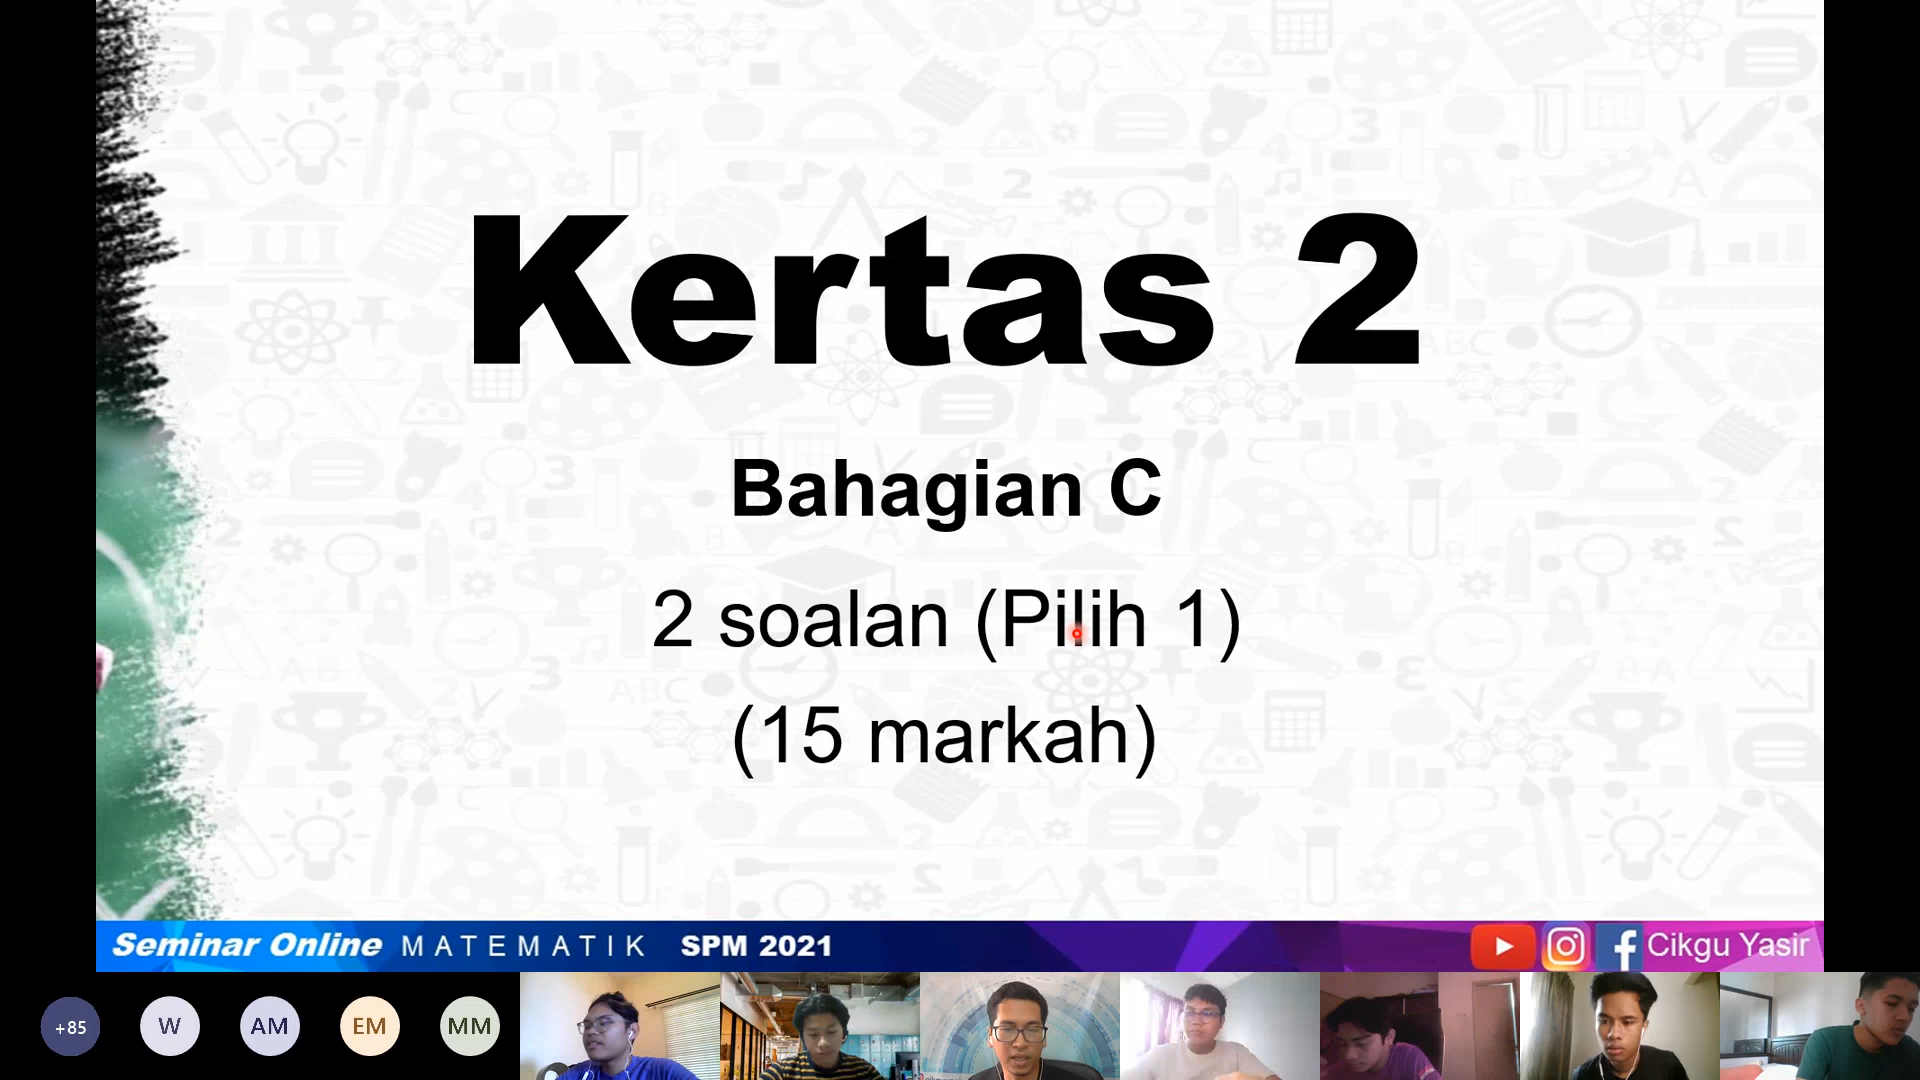 Kertas 2
Bahagian C
2 soalan (Pilih 1)
(15 markah)
Seminar Online MATEMATIK SPM 2021
Cikgu Yasir
+85
W
AM
EM
MM